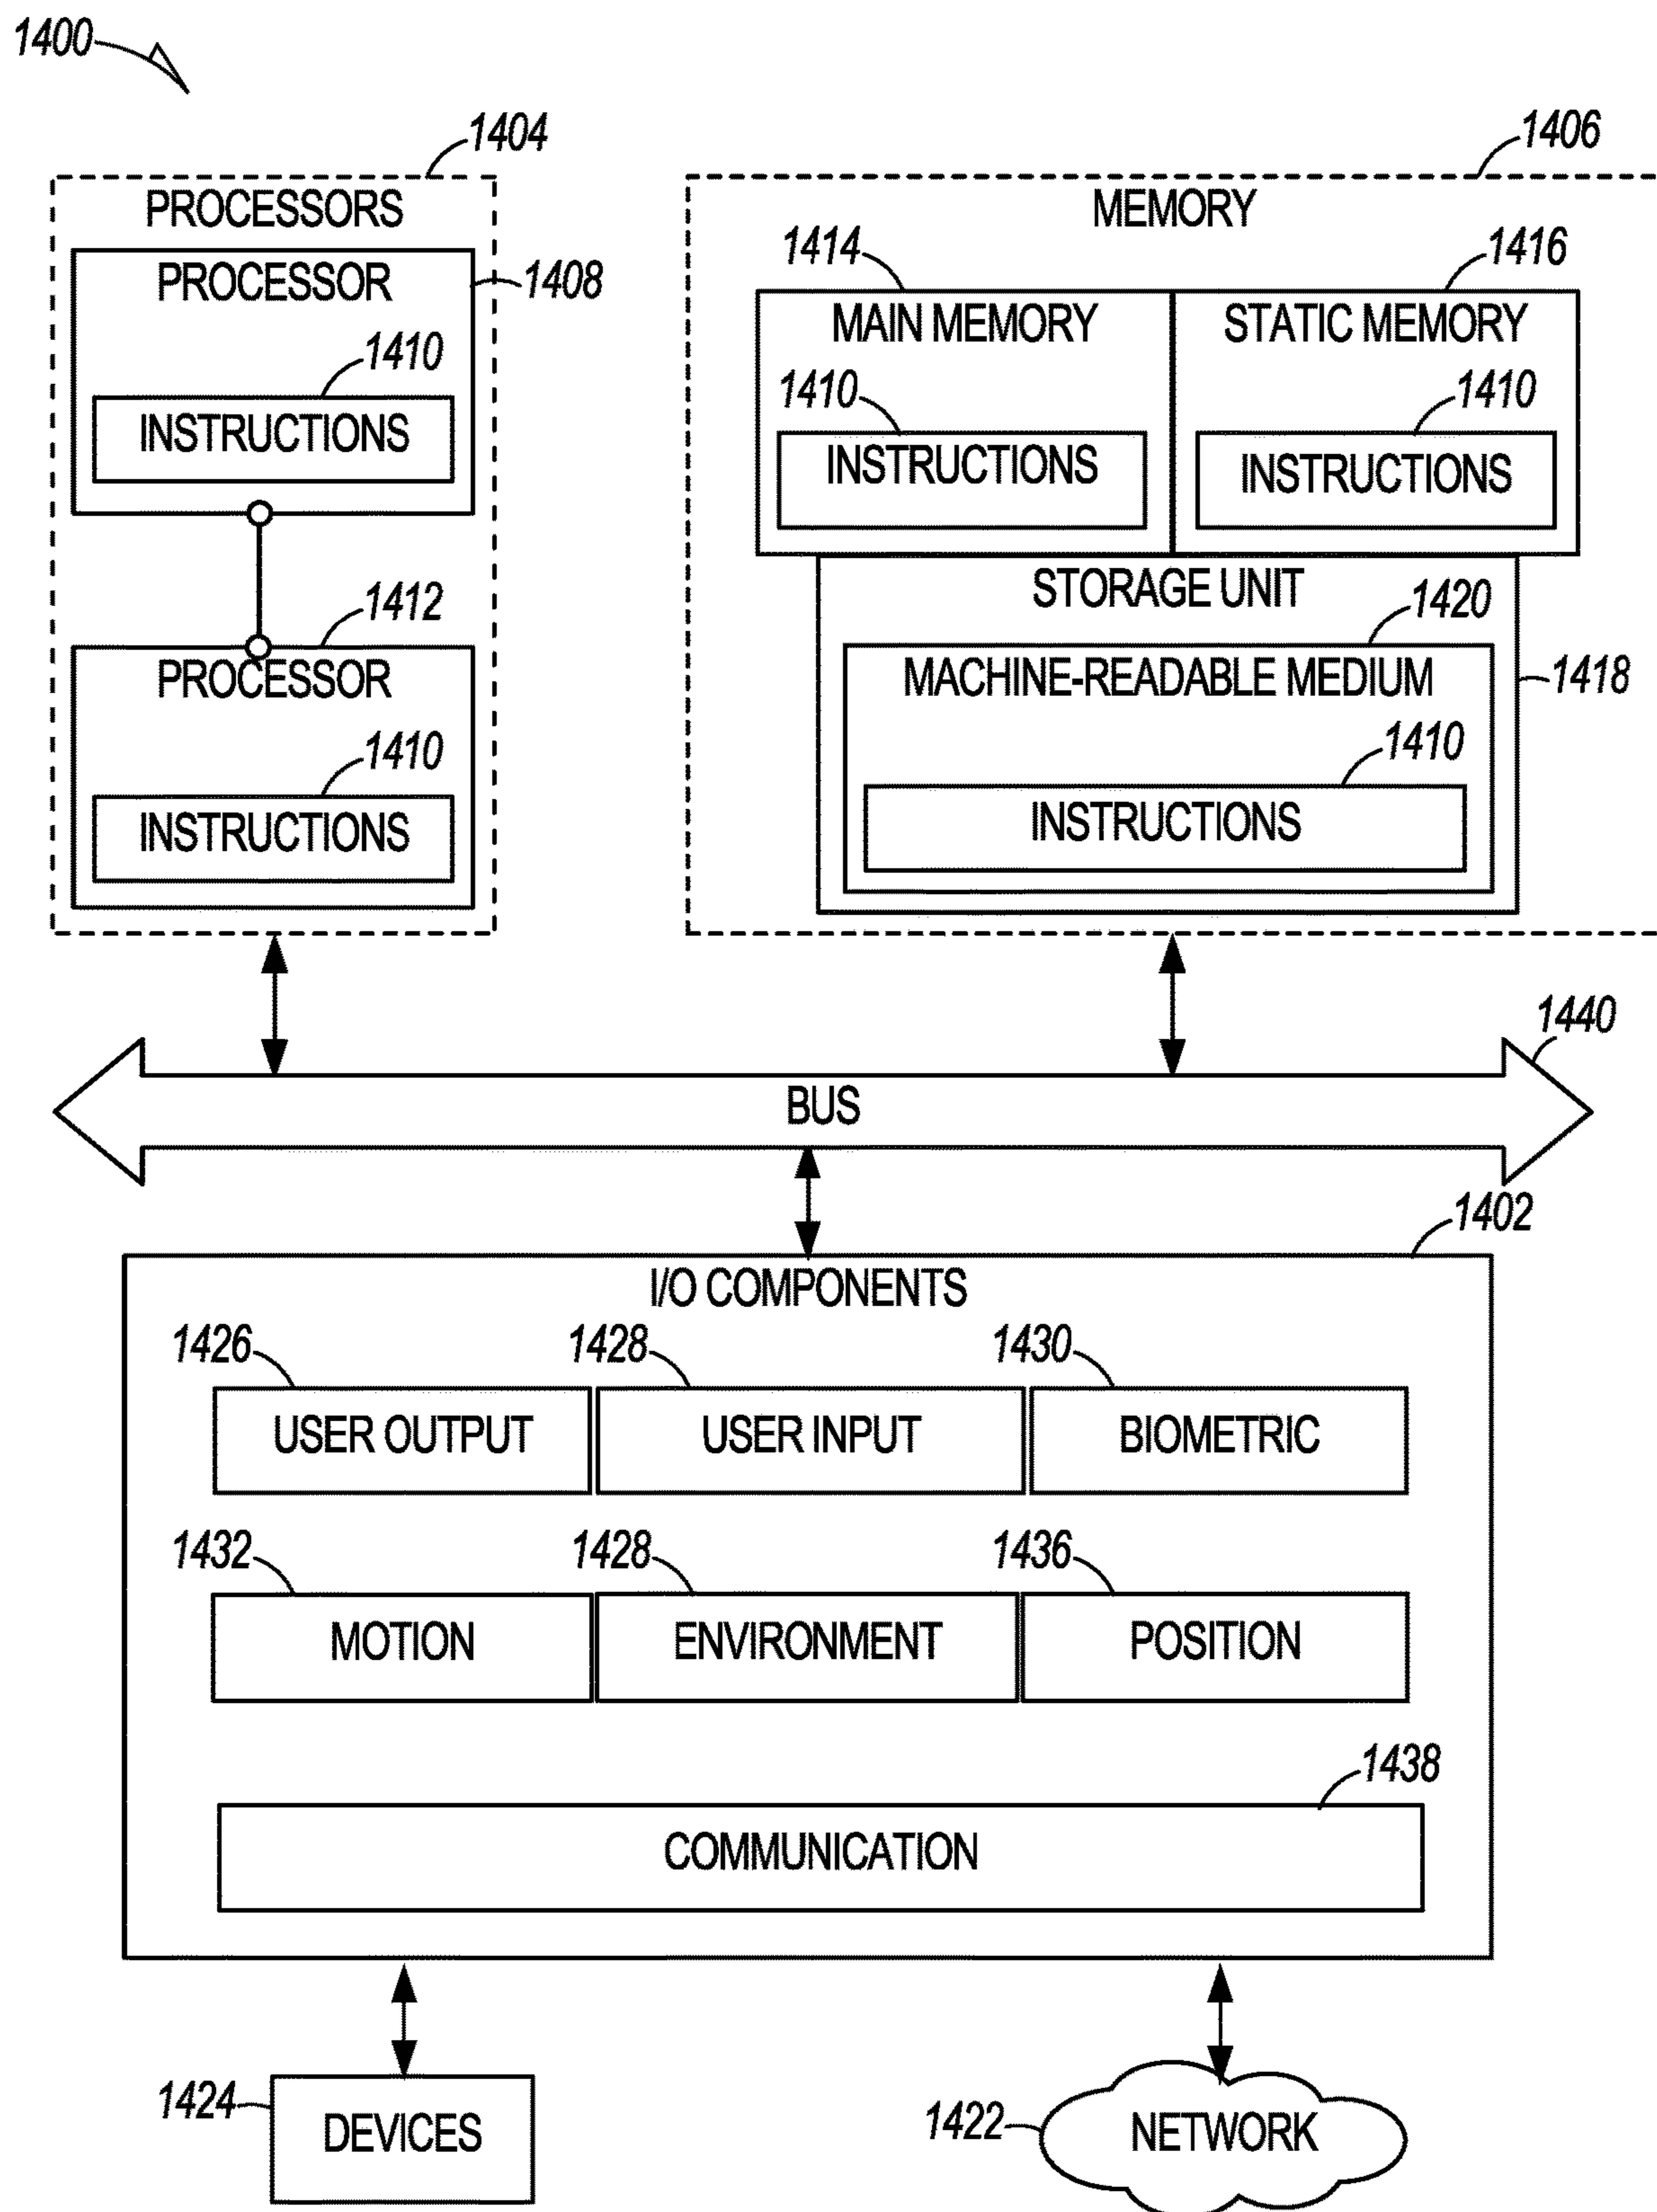 1400
1404
PROCESSORS
PROCESSOR
1408
1410
INSTRUCTIONS
1412
PROCESSOR
1410
INSTRUCTIONS
1406
MEMORY
1414
1416
MAIN MEMORY
STATIC MEMORY
1410
1410
INSTRUCTIONS
INSTRUCTIONS
STORAGE UNIT
1420
MACHINE-READABLE MEDIUM
1418
1410
INSTRUCTIONS
1440
BUS
1402
I/O COMPONENTS
1426
1428
1430
USER OUTPUT
USER INPUT
BIOMETRIC
1432
1428
1436
MOTION
ENVIRONMENT
POSITION
1438
COMMUNICATION
1424
DEVICES
1422
NETWORK